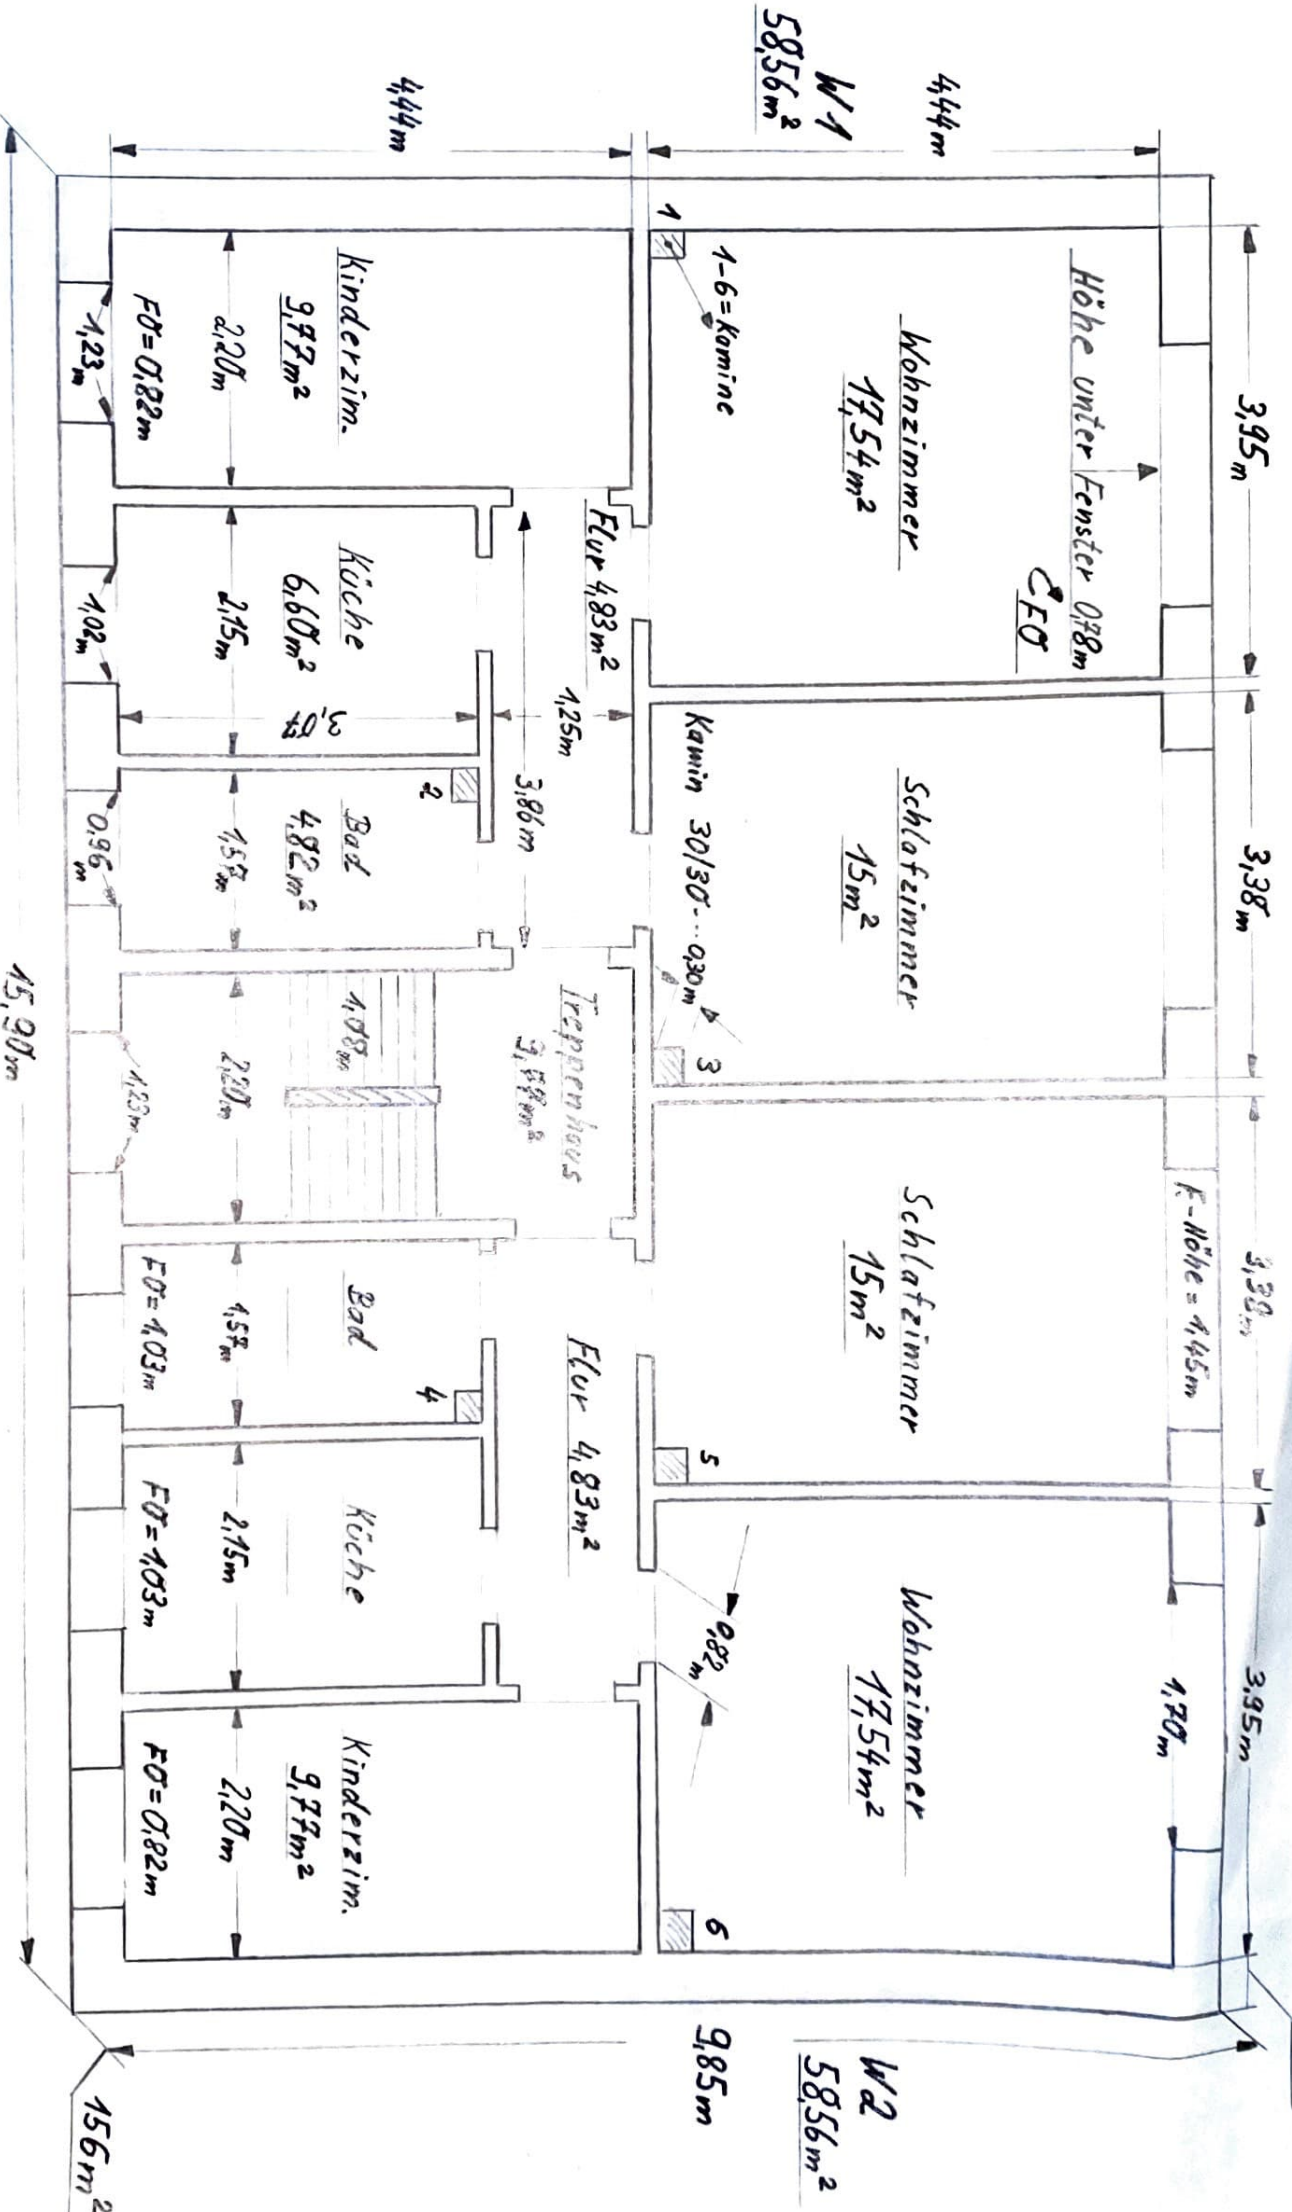 W1
58,56m²
4,44m
4,44m
3,95m
3,38m
3,38m
3,95m
Höhe unter Fenster 0,78m
FO
F-Höhe = 1,45m
1,70m
Wohnzimmer
17,54m²
Schlafzimmer
15m²
Schlafzimmer
15m²
Wohnzimmer
17,54m²
1
1-6=Kamine
Kamin 30/30--0,30m
3
5
0,82m
6
Flur 4,83m²
1,25m
3,86m
Treppenhaus
Flur 4,83m²
Kinderzim.
9,77m²
2,20m
FO=0,82m
1,23m
Küche
6,60m²
2,15m
3,07
1,02m
2
Bad
4,82m²
1,57m
0,96m
1,08m
2,20m
1,23m
4
Bad
1,57m
FO=1,03m
Küche
2,15m
FO=1,03m
Kinderzim.
9,77m²
2,20m
FO=0,82m
15,90m
W2
58,56m²
9,85m
156m²